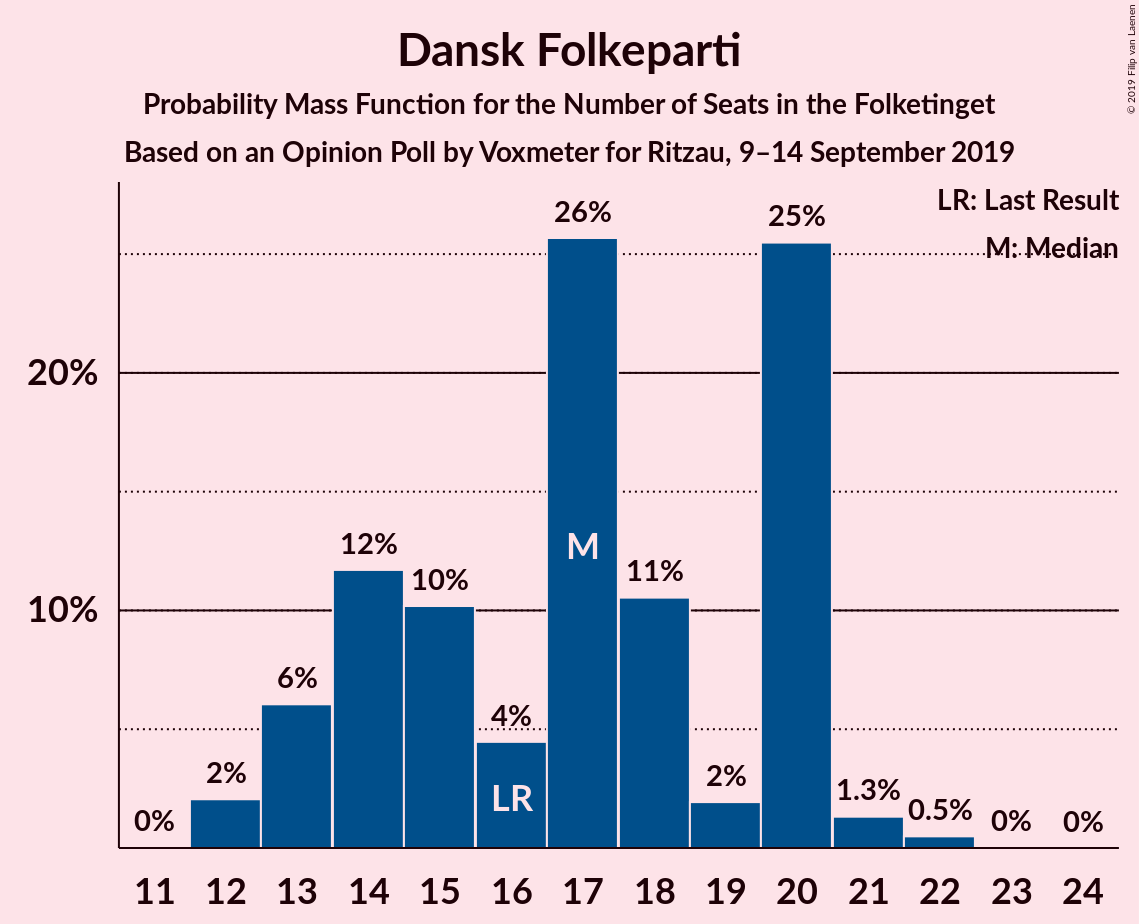 Dansk Folkeparti
Probability Mass Function for the Number of Seats in the Folketinget
Based on an Opinion Poll by Voxmeter for Ritzau, 9–14 September 2019
© 2019 Filip van Laenen
LR: Last Result
M: Median
20%
10%
0%
2%
6%
12%
10%
4%
26%
11%
2%
25%
1.3%
0.5%
0%
0%
LR
M
11 12 13 14 15 16 17 18 19 20 21 22 23 24